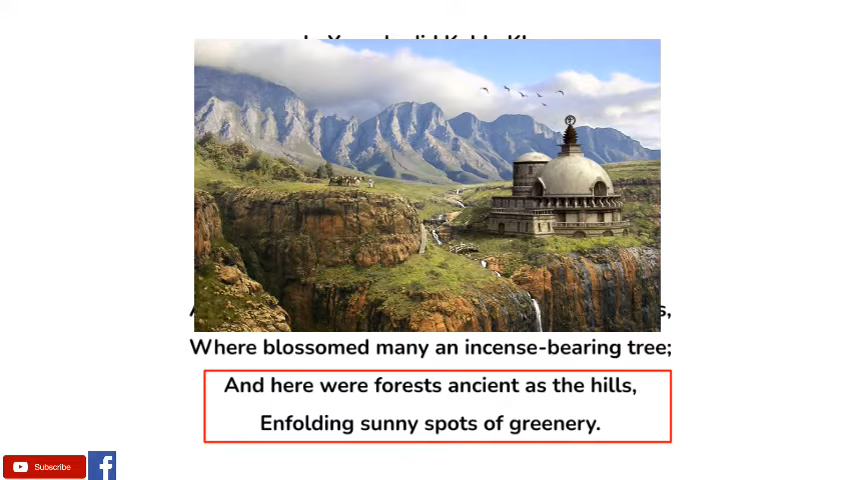 Where blossomed many an incense-bearing tree;
And here were forests ancient as the hills,
Enfolding sunny spots of greenery.
Subscribe